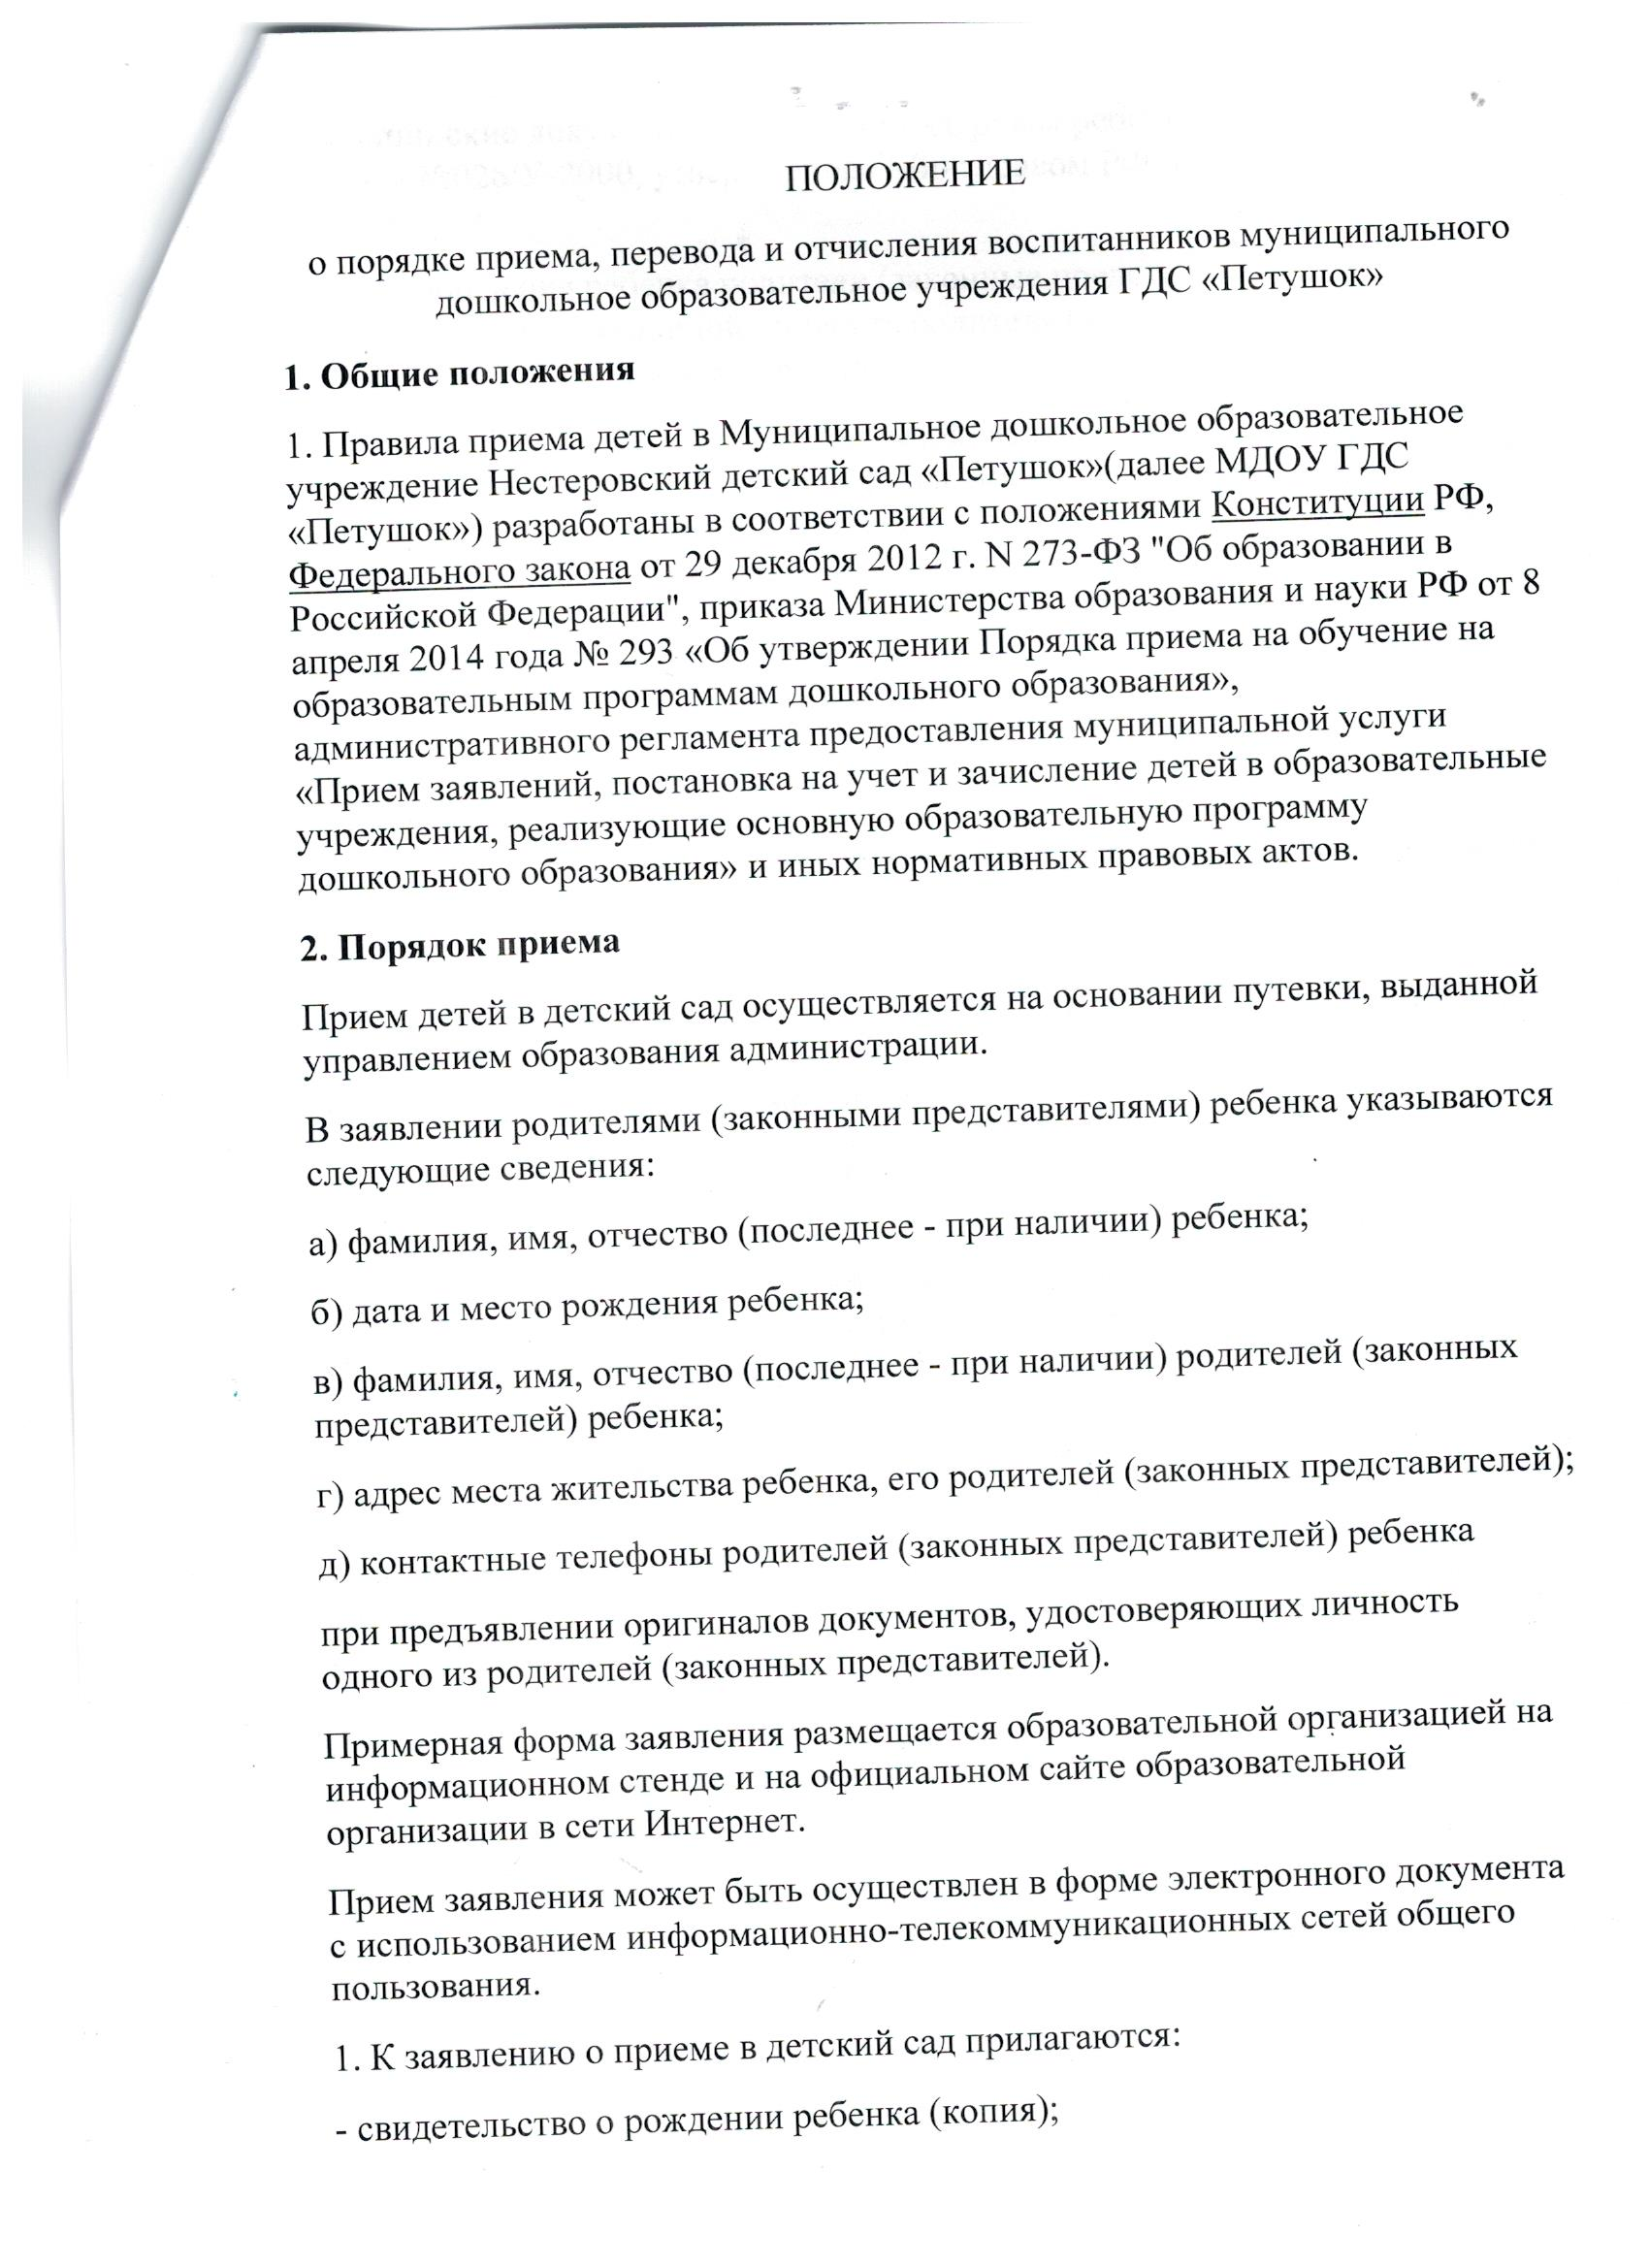 ПОЛОЖЕНИЕ
о порядке приема, перевода и отчисления воспитанников муниципального
дошкольное образовательное учреждения ГДС «Петушок»
1. Общие положения
1. Правила приема детей в Муниципальное дошкольное образовательное
учреждение Нестеровский детский сад «Петушок»(далее МДОУ ГДС
«Петушок») разработаны в соответствии с положениями Конституции РФ,
Федерального закона от 29 декабря 2012 г. N 273-ФЗ "Об образовании в
Российской Федерации", приказа Министерства образования и науки РФ от 8
апреля 2014 года № 293 «Об утверждении Порядка приема на обучение на
образовательным программам дошкольного образования»,
административного регламента предоставления муниципальной услуги
«Прием заявлений, постановка на учет и зачисление детей в образовательные
учреждения, реализующие основную образовательную программу
дошкольного образования» и иных нормативных правовых актов.
2. Порядок приема
Прием детей в детский сад осуществляется на основании путевки, выданной
управлением образования администрации.
В заявлении родителями (законными представителями) ребенка указываются
следующие сведения:
а) фамилия, имя, отчество (последнее - при наличии) ребенка;
б) дата и место рождения ребенка;
в) фамилия, имя, отчество (последнее - при наличии) родителей (законных
представителей) ребенка;
г) адрес места жительства ребенка, его родителей (законных представителей);
д) контактные телефоны родителей (законных представителей) ребенка
при предъявлении оригиналов документов, удостоверяющих личность
одного из родителей (законных представителей).
Примерная форма заявления размещается образовательной организацией на
информационном стенде и на официальном сайте образовательной
организации в сети Интернет.
Прием заявления может быть осуществлен в форме электронного документа
с использованием информационно-телекоммуникационных сетей общего
пользования.
1. К заявлению о приеме в детский сад прилагаются:
- свидетельство о рождении ребенка (копия);